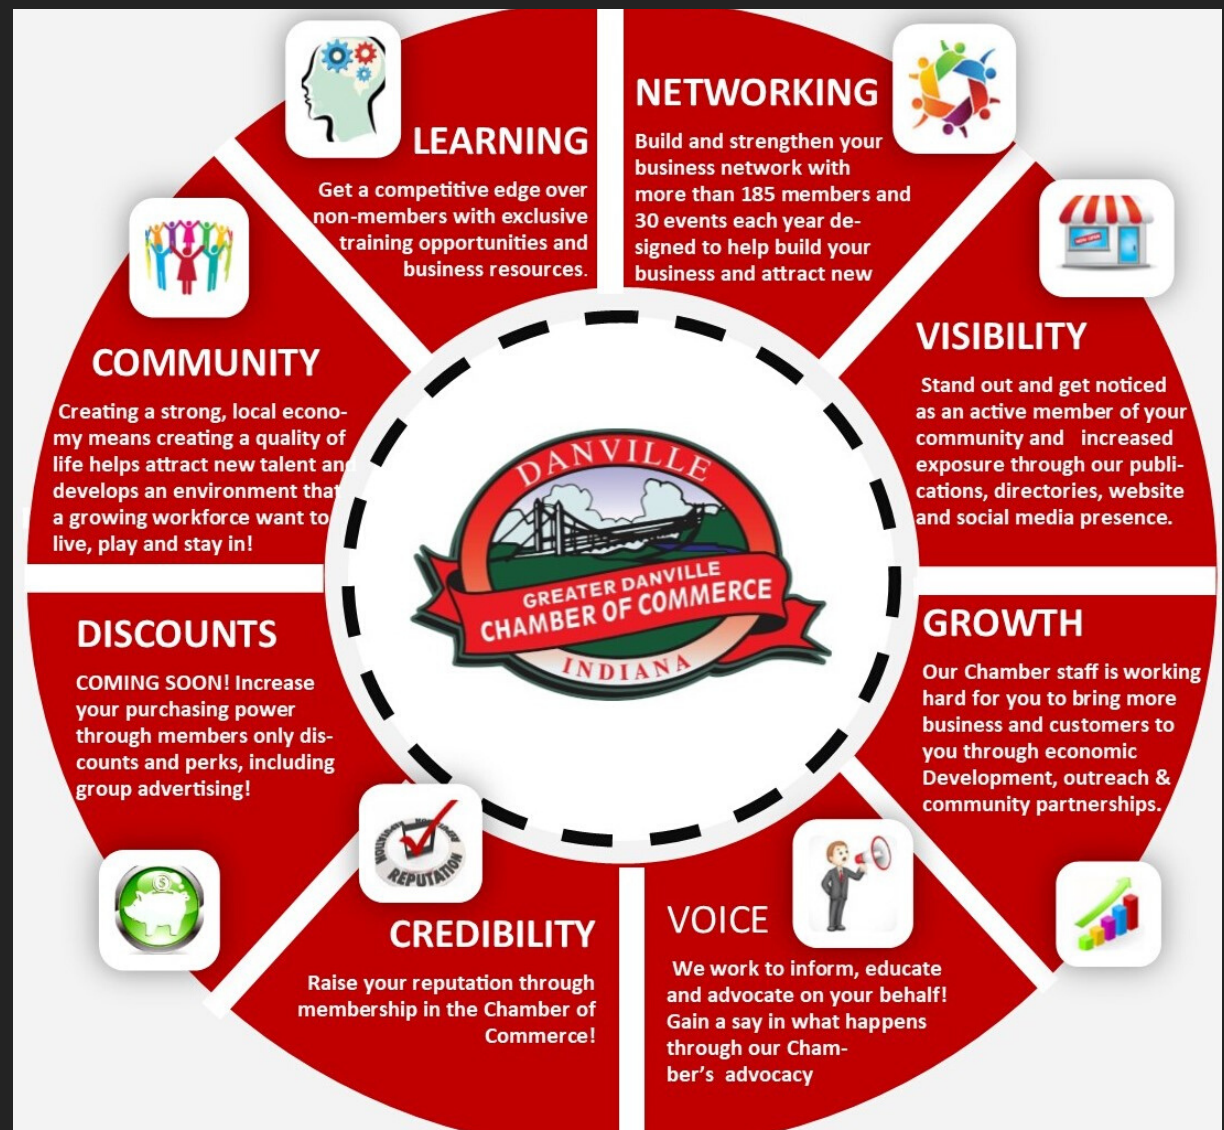 LEARNING
Get a competitive edge over
non-members with exclusive
training opportunities and
business resources.
NETWORKING
Build and strengthen your
business network with
more than 185 members and
30 events each year de-
signed to help build your
business and attract new
VISIBILITY
Stand out and get noticed
as an active member of your
community and increased
exposure through our publi-
cations, directories, website
and social media presence.
GROWTH
Our Chamber staff is working
hard for you to bring more
business and customers to
you through economic
Development, outreach &
community partnerships.
VOICE
We work to inform, educate
and advocate on your behalf!
Gain a say in what happens
through our Cham-
ber's advocacy
REPUTATION
CREDIBILITY
Raise your reputation through
membership in the Chamber of
Commerce!
DISCOUNTS
COMING SOON! Increase
your purchasing power
through members only dis-
counts and perks, including
group advertising!
COMMUNITY
Creating a strong, local econo-
my means creating a quality of
life helps attract new talent and
develops an environment that
a growing workforce want to
live, play and stay in!
DANVILLE
GREATER DANVILLE
CHAMBER OF COMMERCE
INDIANA